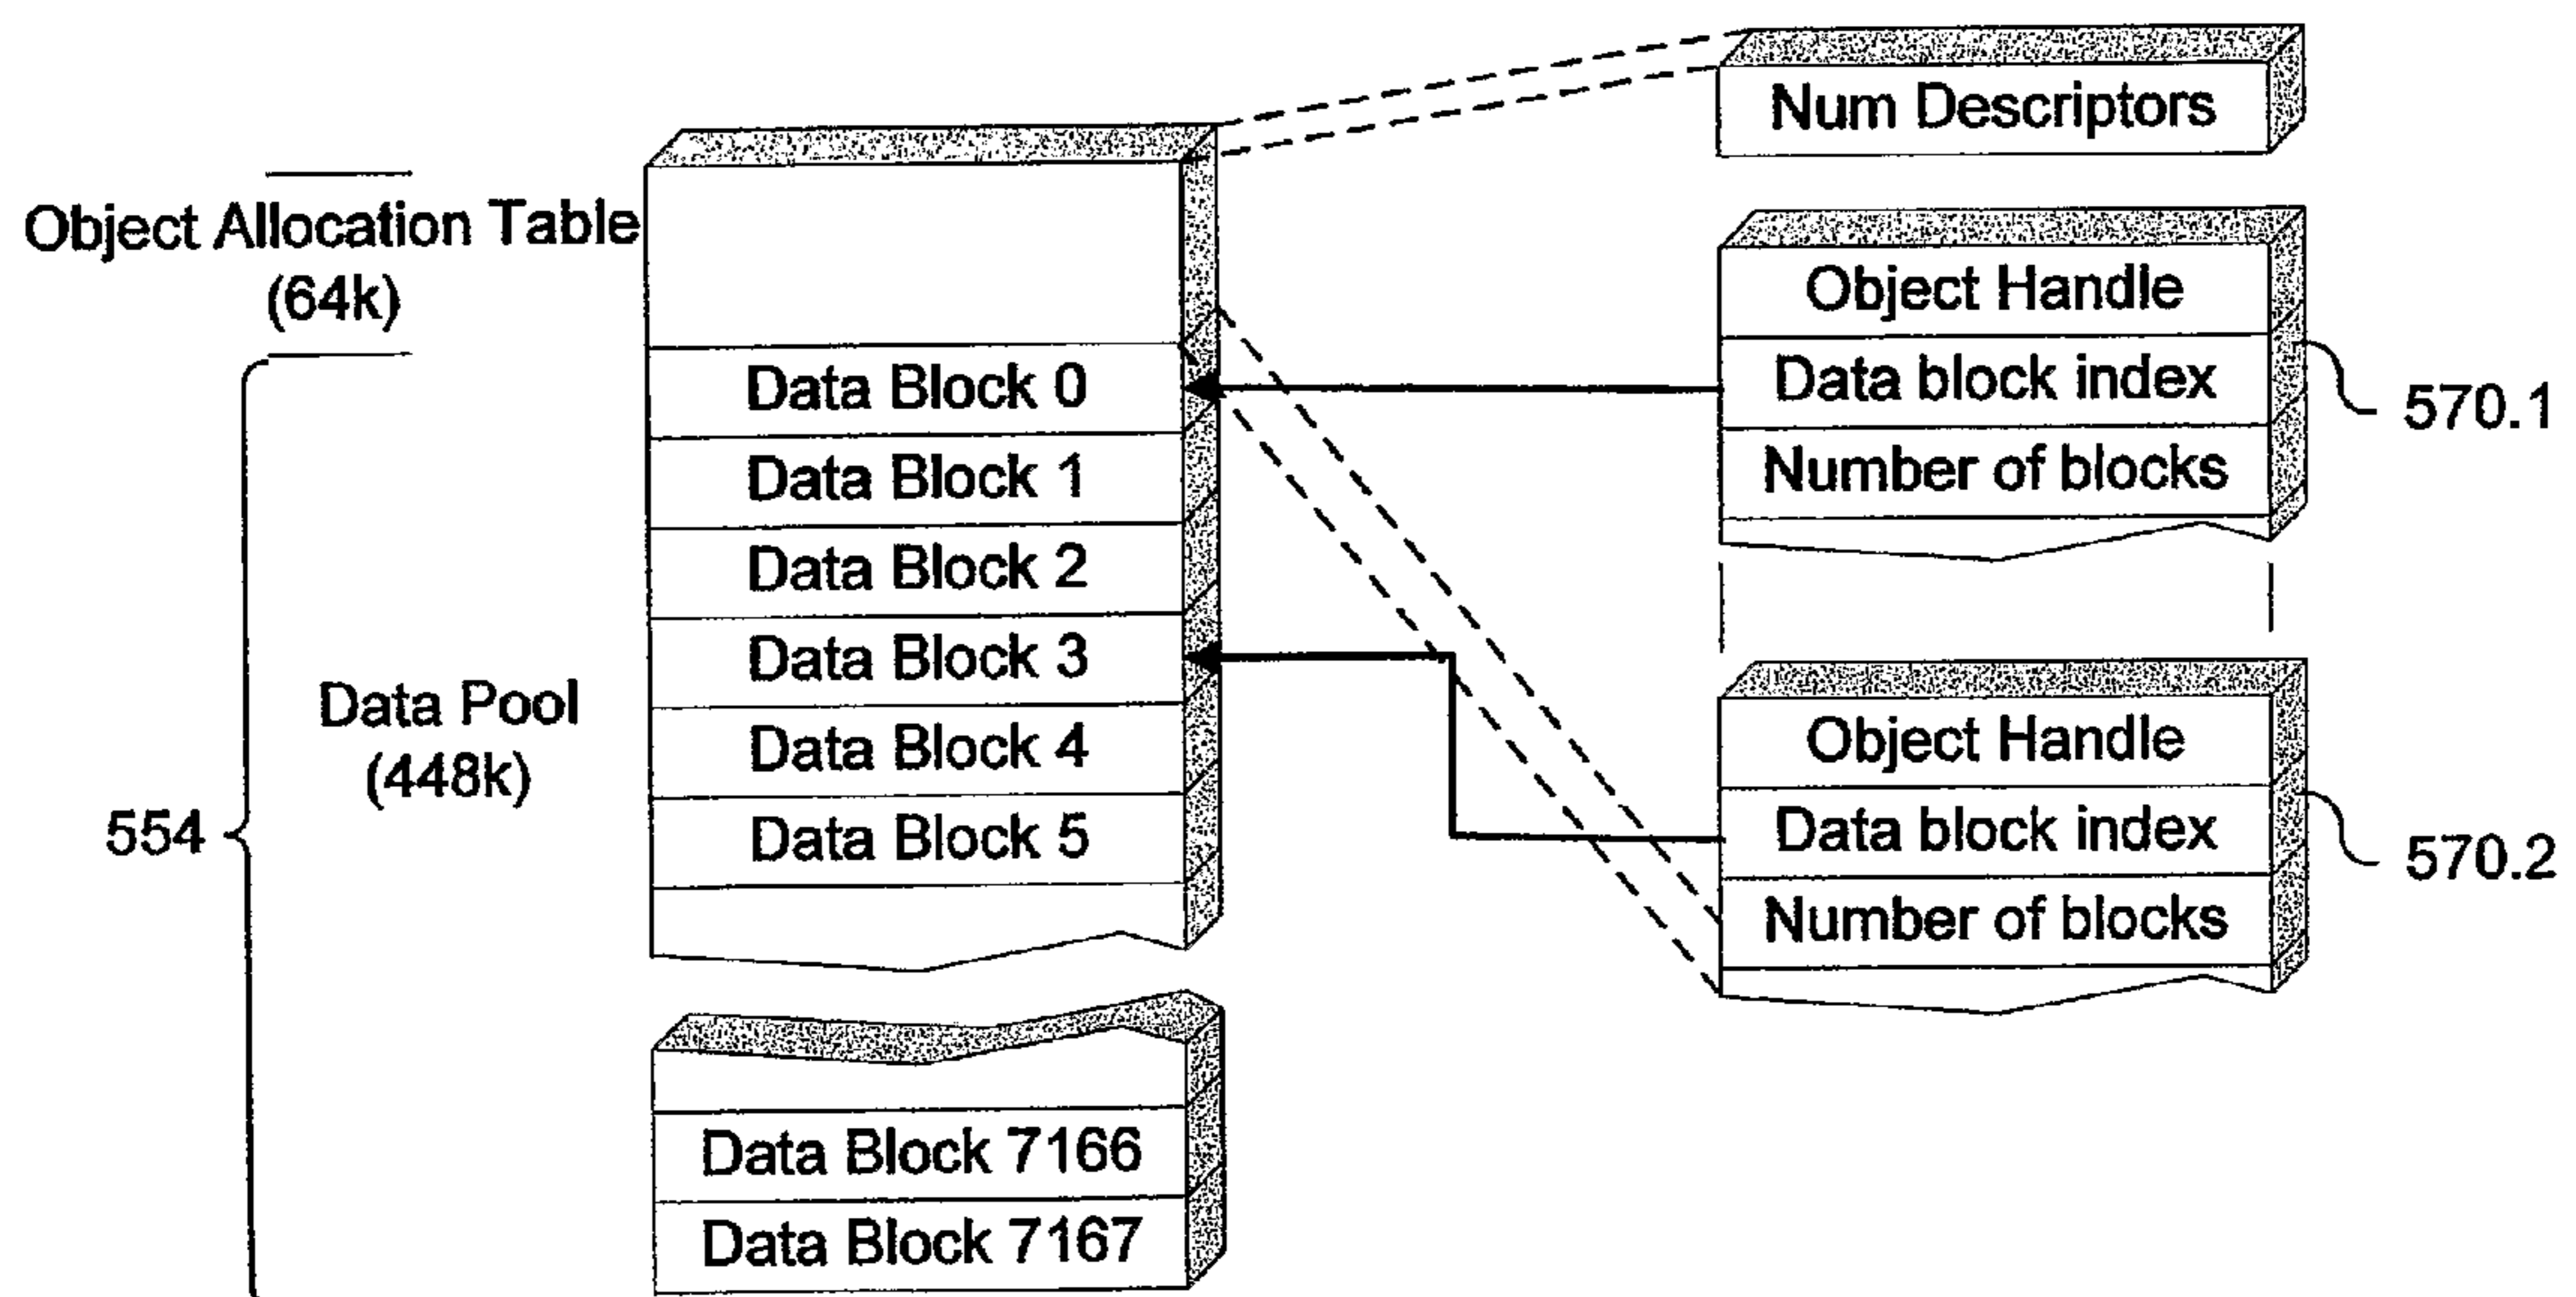 Object Allocation Table
(64k)
554
Data Pool
(448k)
Data Block 0
Data Block 1
Data Block 2
Data Block 3
Data Block 4
Data Block 5
Data Block 7166
Data Block 7167
Num Descriptors
Object Handle
Data block index
Number of blocks
570.1
Object Handle
Data block index
Number of blocks
570.2